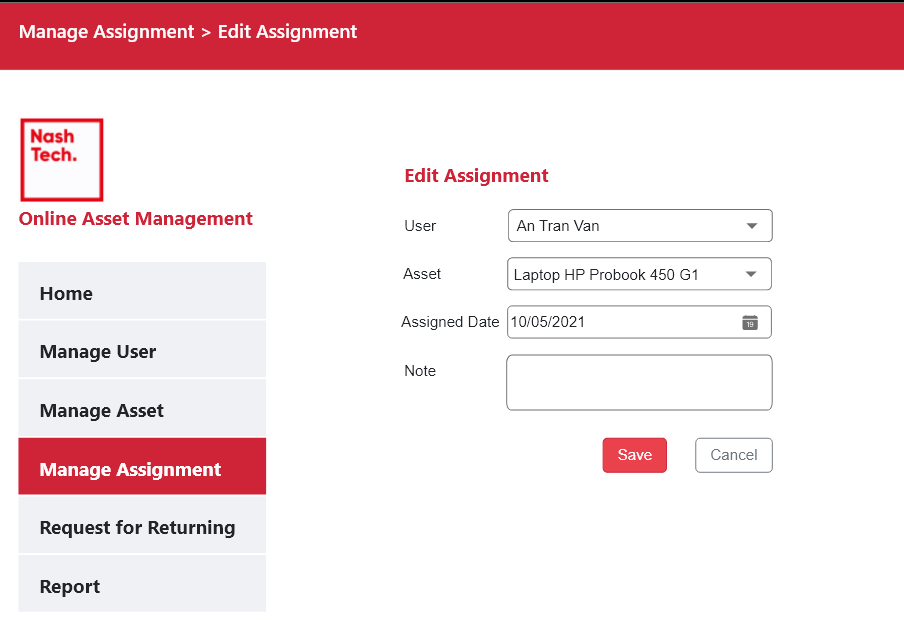 Manage Assignment > Edit Assignment
Nash
Tech.
Online Asset Management
Home
Manage User
Manage Asset
Manage Assignment
Request for Returning
Report
Edit Assignment
User An Tran Van
Asset Laptop HP Probook 450 G1
Assigned Date 10/05/2021 19
Note
Save Cancel